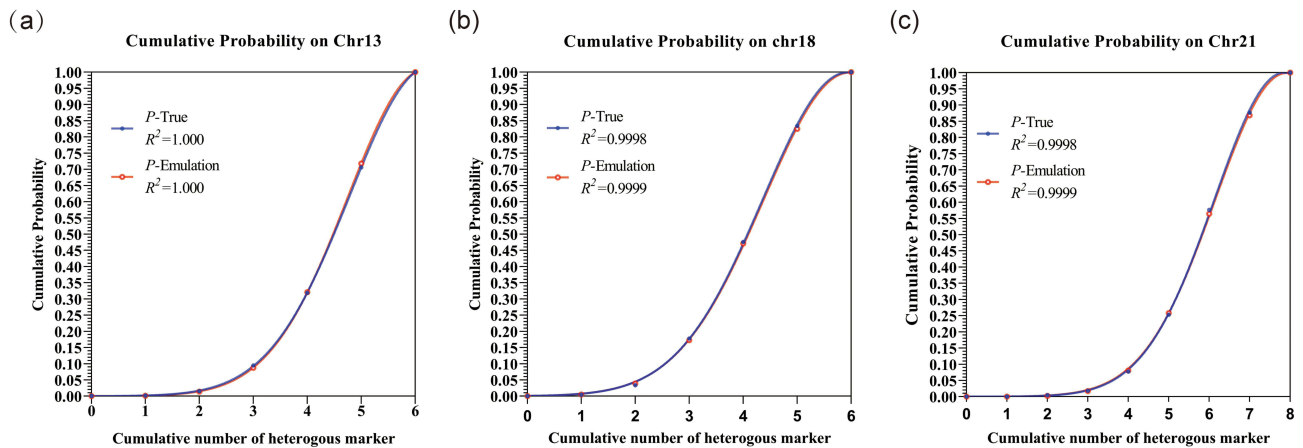 (a)
Cumulative Probability on Chr13
1.00
0.95
0.90
0.85
0.80
0.75
0.70
0.65
0.60
0.55
0.50
0.45
0.40
0.35
0.30
0.25
0.20
0.15
0.10
0.05
0.00
Cumulative Probability
P-True
R²=1.000
P-Emulation
R²=1.000
0 1 2 3 4 5 6
Cumulative number of heterogous marker
(b)
Cumulative Probability on chr18
1.00
0.95
0.90
0.85
0.80
0.75
0.70
0.65
0.60
0.55
0.50
0.45
0.40
0.35
0.30
0.25
0.20
0.15
0.10
0.05
0.00
Cumulative Probability
P-True
R²=0.9998
P-Emulation
R²=0.9999
0 1 2 3 4 5 6
Cumulative number of heterogous marker
(c)
Cumulative Probability on Chr21
1.00
0.95
0.90
0.85
0.80
0.75
0.70
0.65
0.60
0.55
0.50
0.45
0.40
0.35
0.30
0.25
0.20
0.15
0.10
0.05
0.00
Cumulative Probability
P-True
R²=0.9998
P-Emulation
R²=0.9999
0 1 2 3 4 5 6 7 8
Cumulative number of heterogous marker